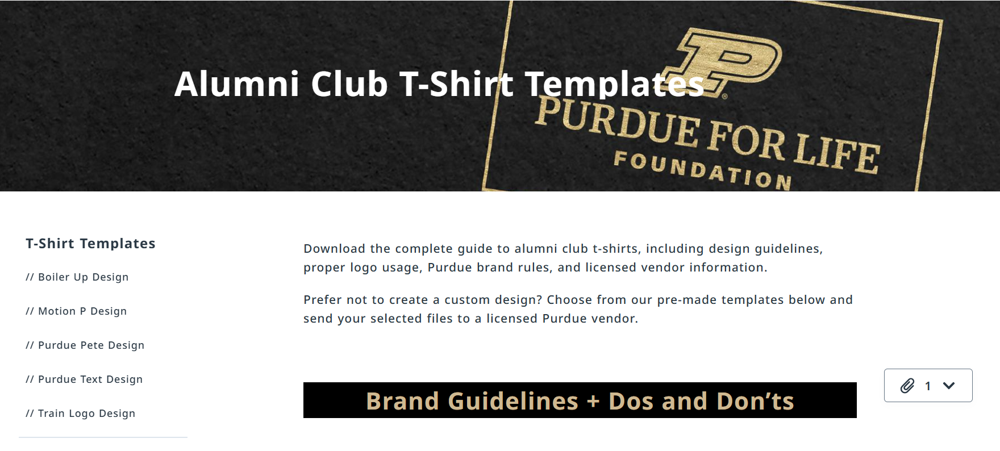 Alumni Club T-Shirt Templates
P
®
PURDUE FOR LIFE
FOUNDATION
T-Shirt Templates
// Boiler Up Design
// Motion P Design
// Purdue Pete Design
// Purdue Text Design
// Train Logo Design
Download the complete guide to alumni club t-shirts, including design guidelines,
proper logo usage, Purdue brand rules, and licensed vendor information.
Prefer not to create a custom design? Choose from our pre-made templates below and
send your selected files to a licensed Purdue vendor.
Brand Guidelines + Dos and Don’ts
1